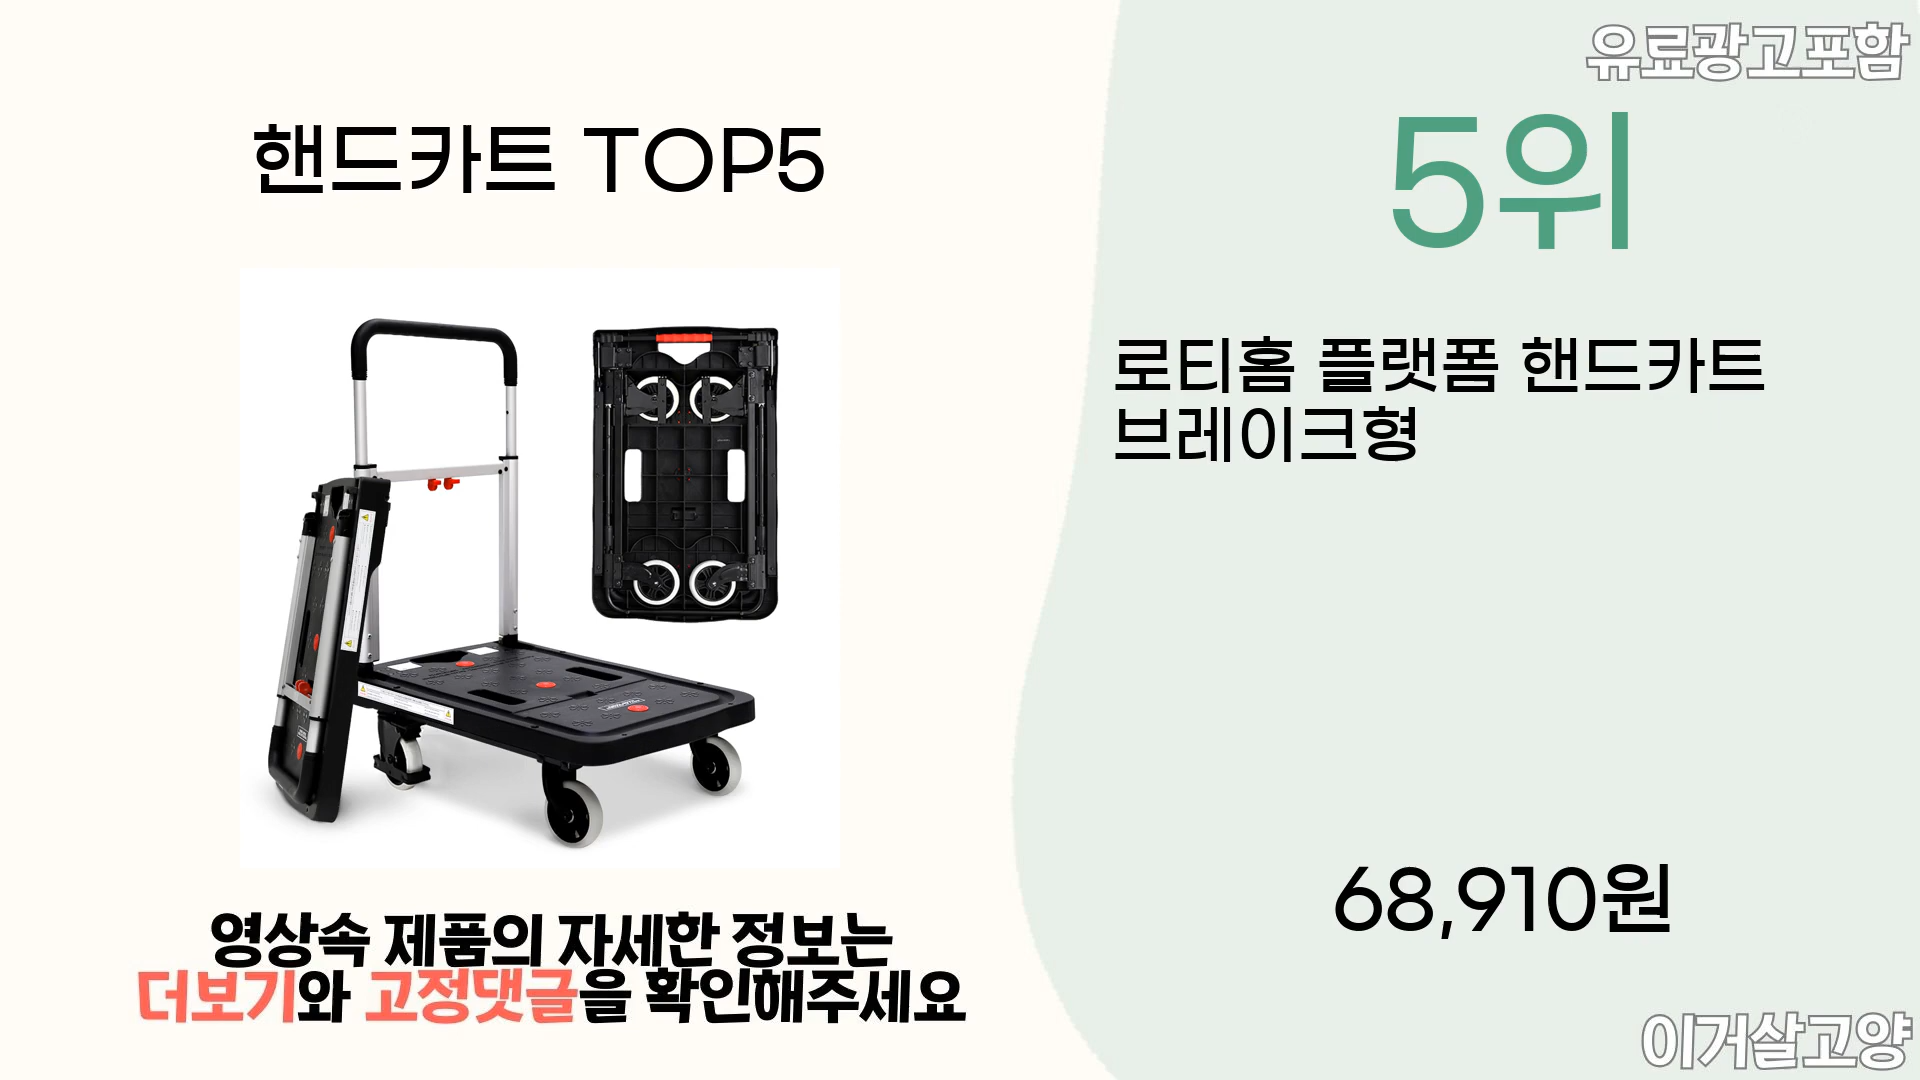 유료광고포함
핸드카트 TOP5
5위
로티홈 플랫폼 핸드카트
브레이크형
68,910원
영상속 제품의 자세한 정보는
더보기와 고정댓글을 확인해주세요
이거살고양